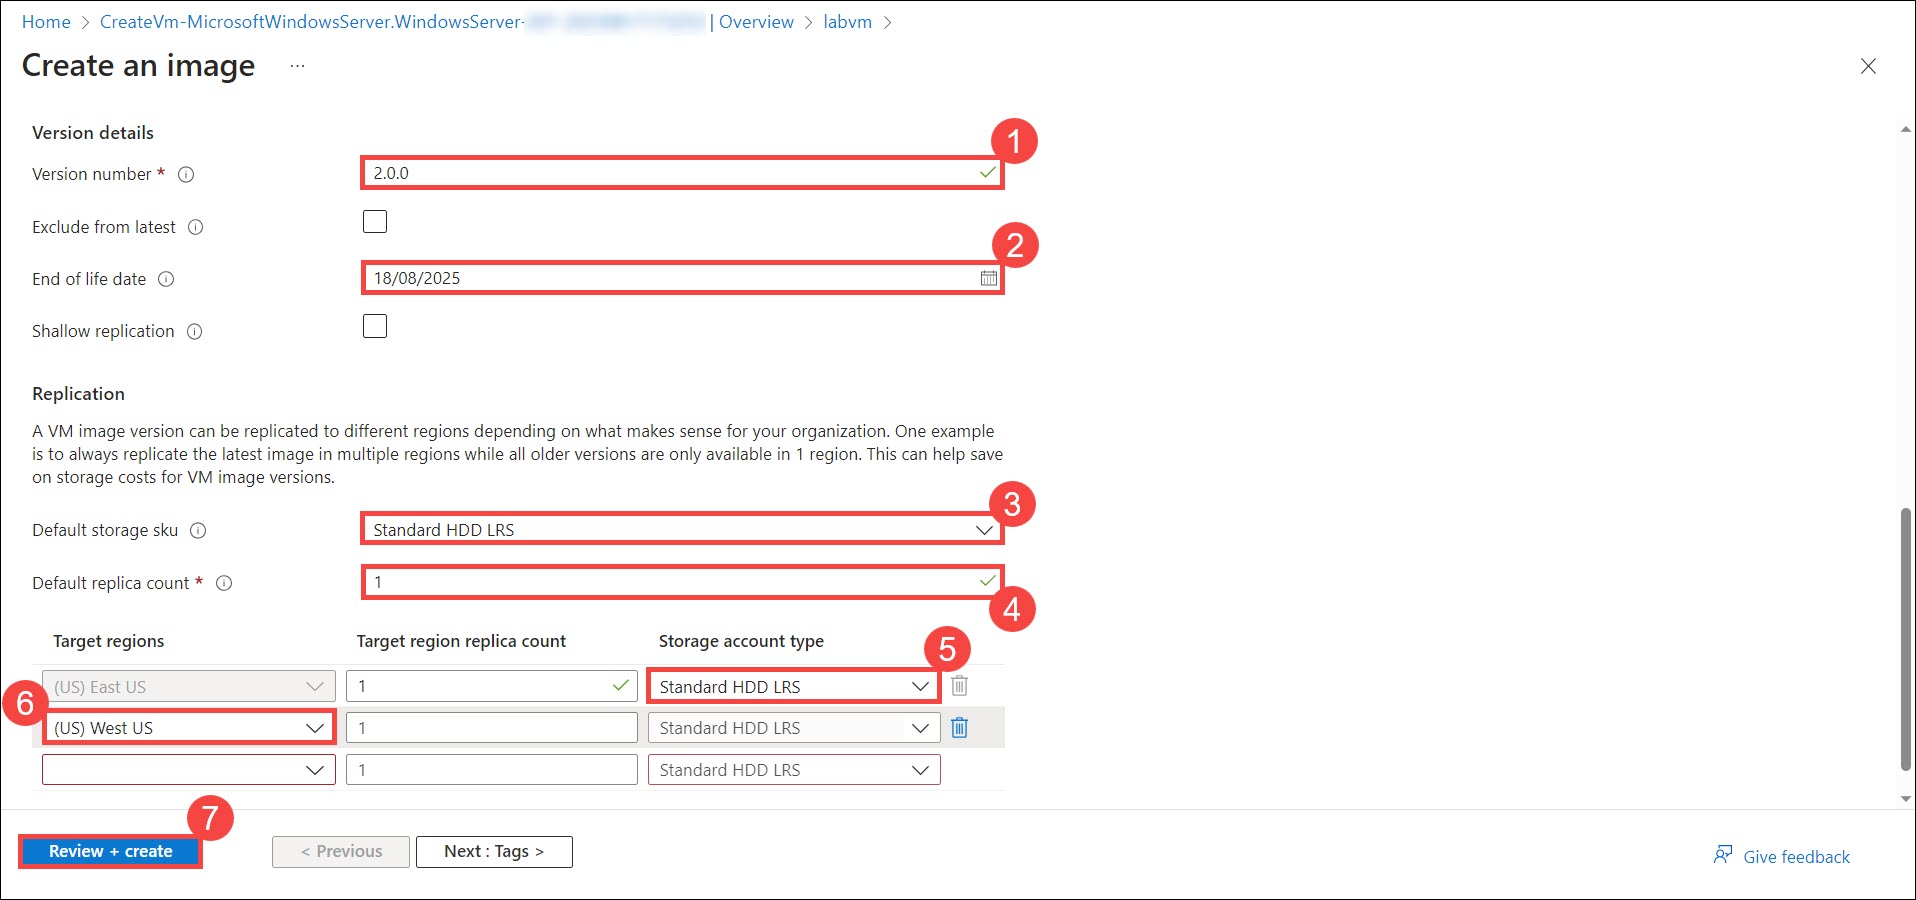 Home > CreateVm-MicrosoftWindowsServer.WindowsServer- | Overview > labvm >
Create an image ...
Version details
1
Version number * 2.0.0
Exclude from latest
2
End of life date 18/08/2025
Shallow replication
Replication
A VM image version can be replicated to different regions depending on what makes sense for your organization. One example
is to always replicate the latest image in multiple regions while all older versions are only available in 1 region. This can help save
on storage costs for VM image versions.
3
Default storage sku Standard HDD LRS
Default replica count * 1
4
Target regions Target region replica count Storage account type
5
(US) East US 1 Standard HDD LRS
6
(US) West US 1 Standard HDD LRS
1 Standard HDD LRS
7
Review + create < Previous Next : Tags > Give feedback